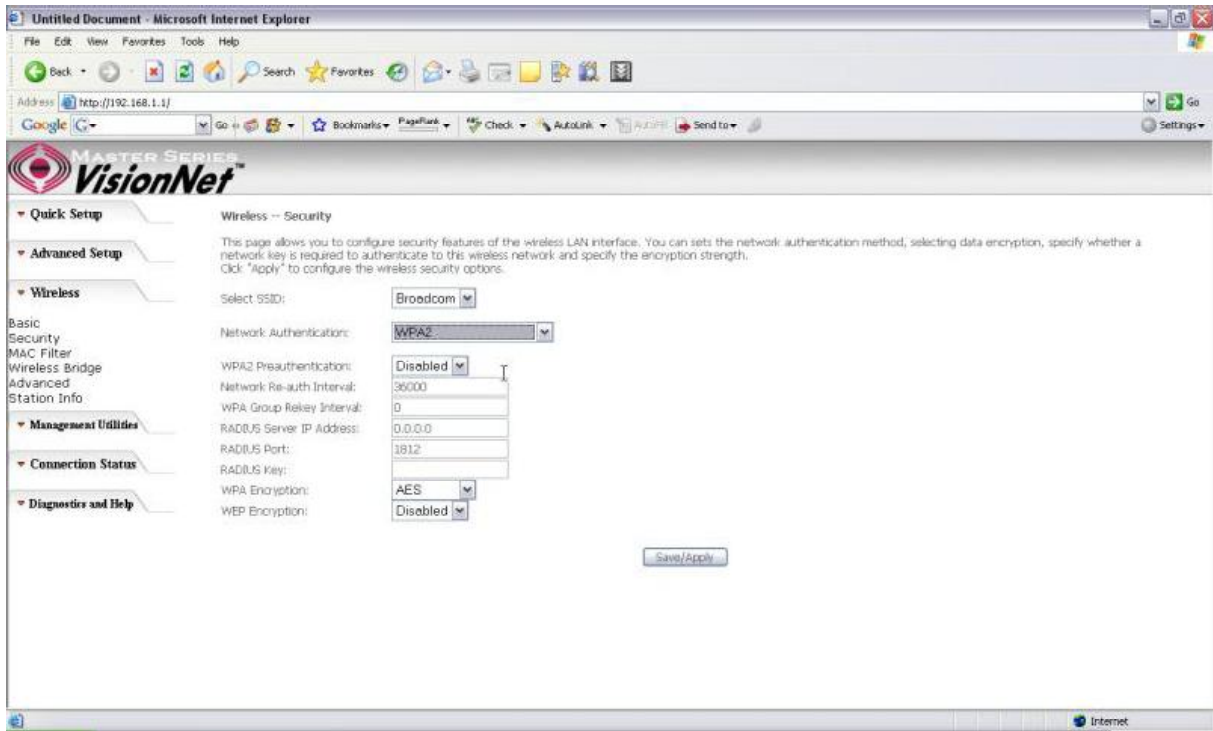 Untitled Document - Microsoft Internet Explorer
File Edit View Favorites Tools Help
Back Search Favorites
Address http://192.168.1.1/ Go
Google G Go Bookmarks PageRank Check AutoLink AutoFill Send to Settings
MASTER SERIES
VisionNet™
Quick Setup
Advanced Setup
Wireless
Basic
Security
MAC Filter
Wireless Bridge
Advanced
Station Info
Management Utilities
Connection Status
Diagnostics and Help
Wireless -- Security
This page allows you to configure security features of the wireless LAN interface. You can sets the network authentication method, selecting data encryption, specify whether a
network key is required to authenticate to this wireless network and specify the encryption strength.
Click "Apply" to configure the wireless security options.
Select SSID: Broadcom
Network Authentication: WPA2
WPA2 Preauthentication: Disabled
Network Re-auth Interval: 36000
WPA Group Rekey Interval: 0
RADIUS Server IP Address: 0.0.0.0
RADIUS Port: 1812
RADIUS Key:
WPA Encryption: AES
WEP Encryption: Disabled
Save/Apply
Internet